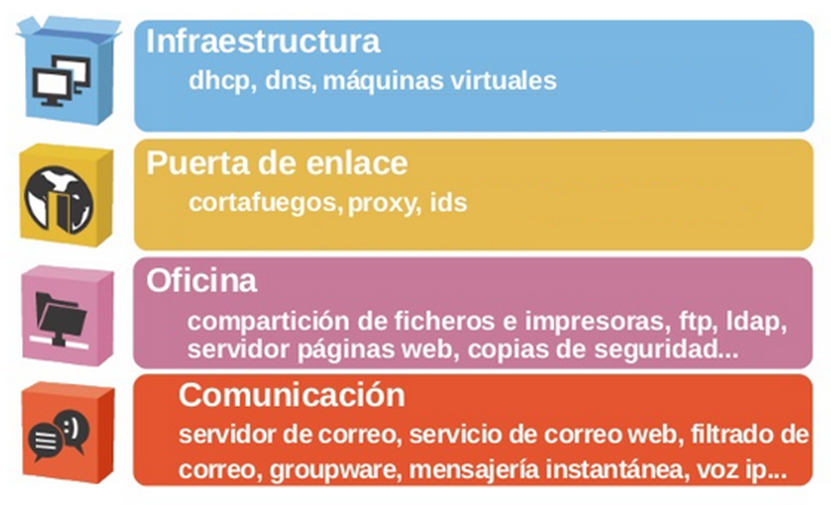 Infraestructura
dhcp, dns, máquinas virtuales
Puerta de enlace
cortafuegos, proxy, ids
Oficina
compartición de ficheros e impresoras, ftp, ldap,
servidor páginas web, copias de seguridad...
Comunicación
servidor de correo, servicio de correo web, filtrado de
correo, groupware, mensajería instantánea, voz ip...
:)